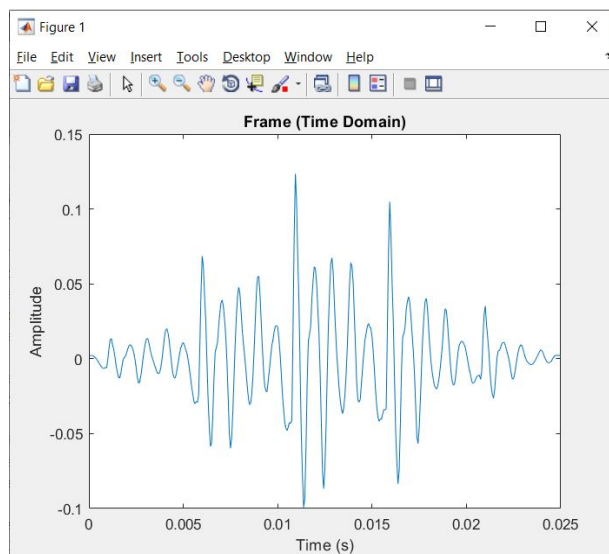 Figure 1
File Edit View Insert Tools Desktop Window Help
Frame (Time Domain)
0.15
0.1
0.05
0
-0.05
-0.1
Amplitude
0 0.005 0.01 0.015 0.02 0.025
Time (s)